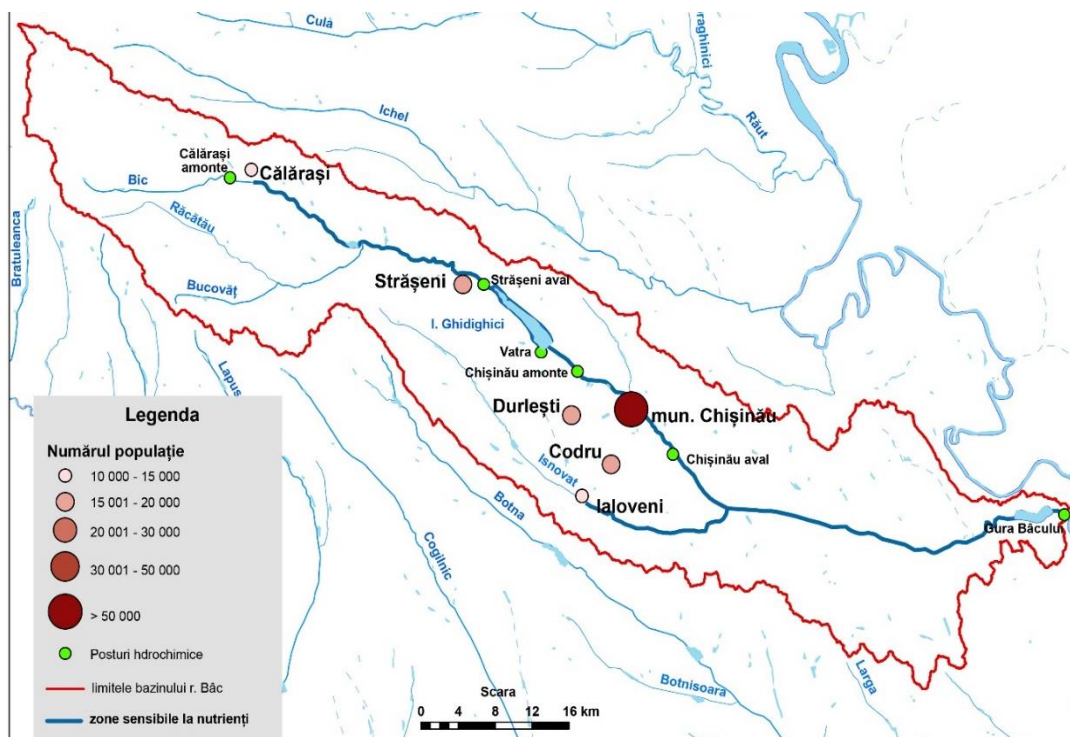 Cula
Draghinici
Ichel
Răut
Călărași
amonte
Călărași
Bic
Răcătău
Bratuleanca
Bucovăț
Strășeni
Strășeni aval
l. Ghidighici
Vatra
Chișinău amonte
Lapus
Durlești
mun. Chișinău
Codru
Chișinău aval
Isnovat
Ialoveni
Botna
Gura Bâcului
Cogilnic
Larga
Botnisoara
Legenda
Numărul populație
10 000 - 15 000
15 001 - 20 000
20 001 - 30 000
30 001 - 50 000
> 50 000
Posturi hdrochimice
limitele bazinului r. Bâc
zone sensibile la nutrienți
Scara
0 4 8 12 16 km